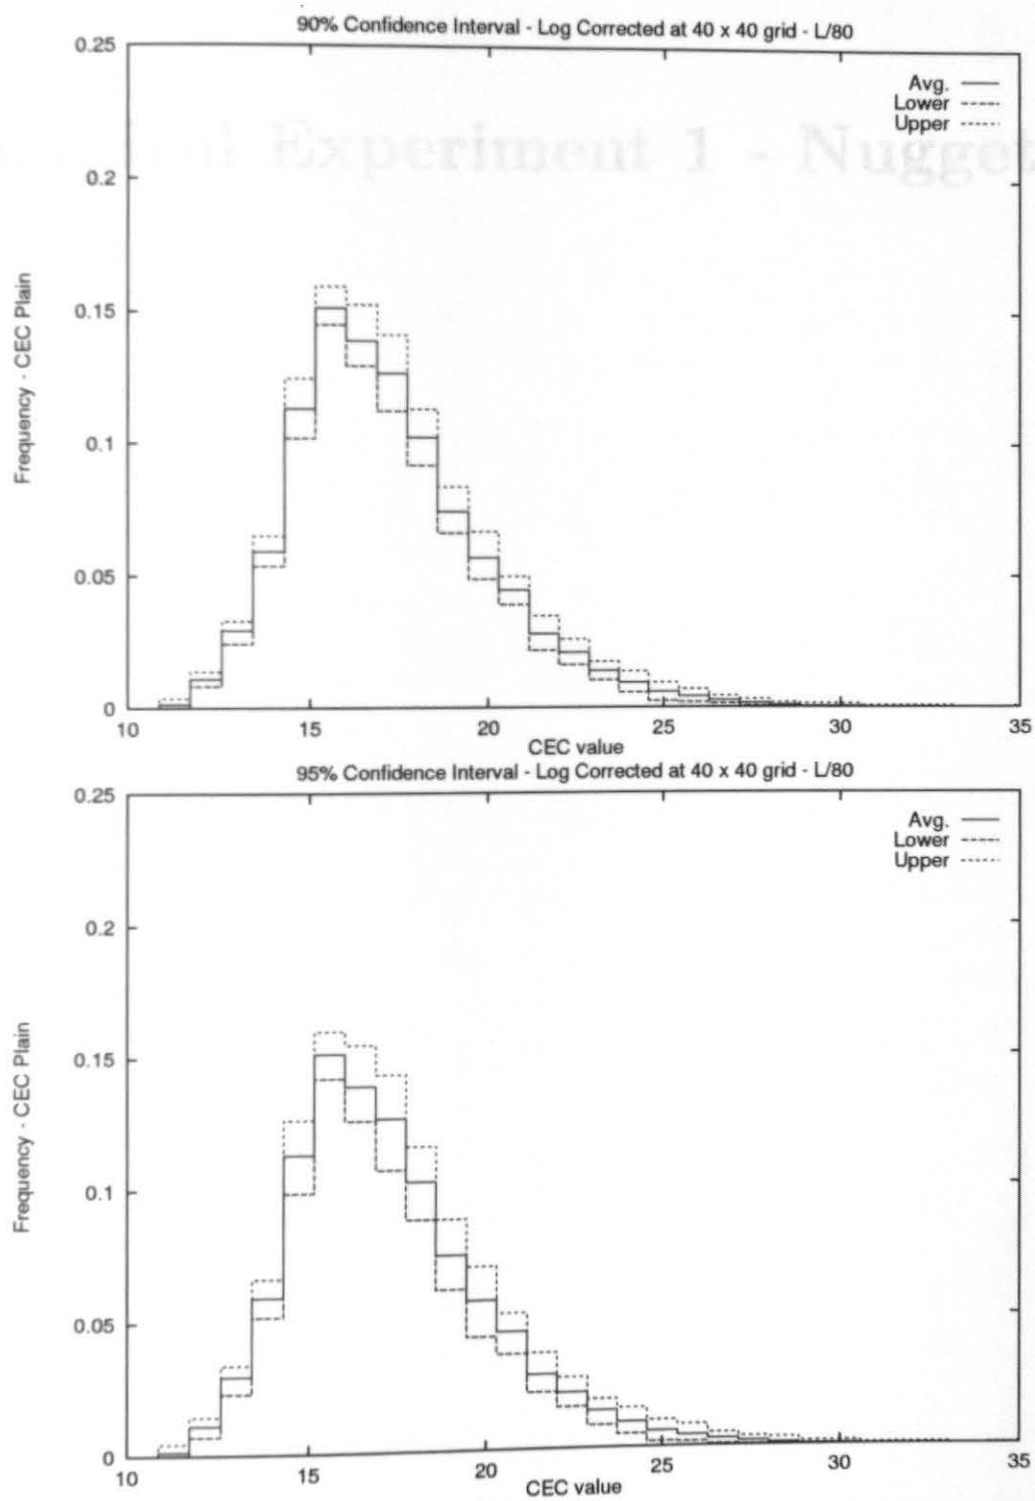 90% Confidence Interval - Log Corrected at 40 x 40 grid - L/80
0.25
0.2
0.15
0.1
0.05
0
Frequency - CEC Plain
Avg.
Lower
Upper
Experiment 1 - Nugget
10
15
20
25
30
35
CEC value
95% Confidence Interval - Log Corrected at 40 x 40 grid - L/80
0.25
0.2
0.15
0.1
0.05
0
Frequency - CEC Plain
Avg.
Lower
Upper
10
15
20
25
30
35
CEC value